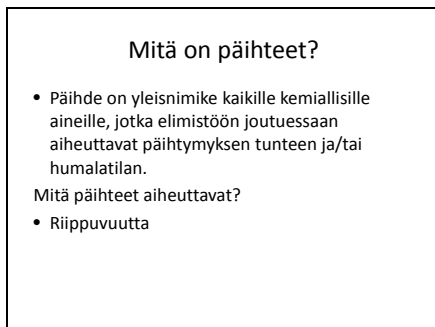 Mitä on päihteet?
• Päihde on yleisnimike kaikille kemiallisille
aineille, jotka elimistöön joutuessaan
aiheuttavat päihtymyksen tunteen ja/tai
humalatilan.
Mitä päihteet aiheuttavat?
• Riippuvuutta